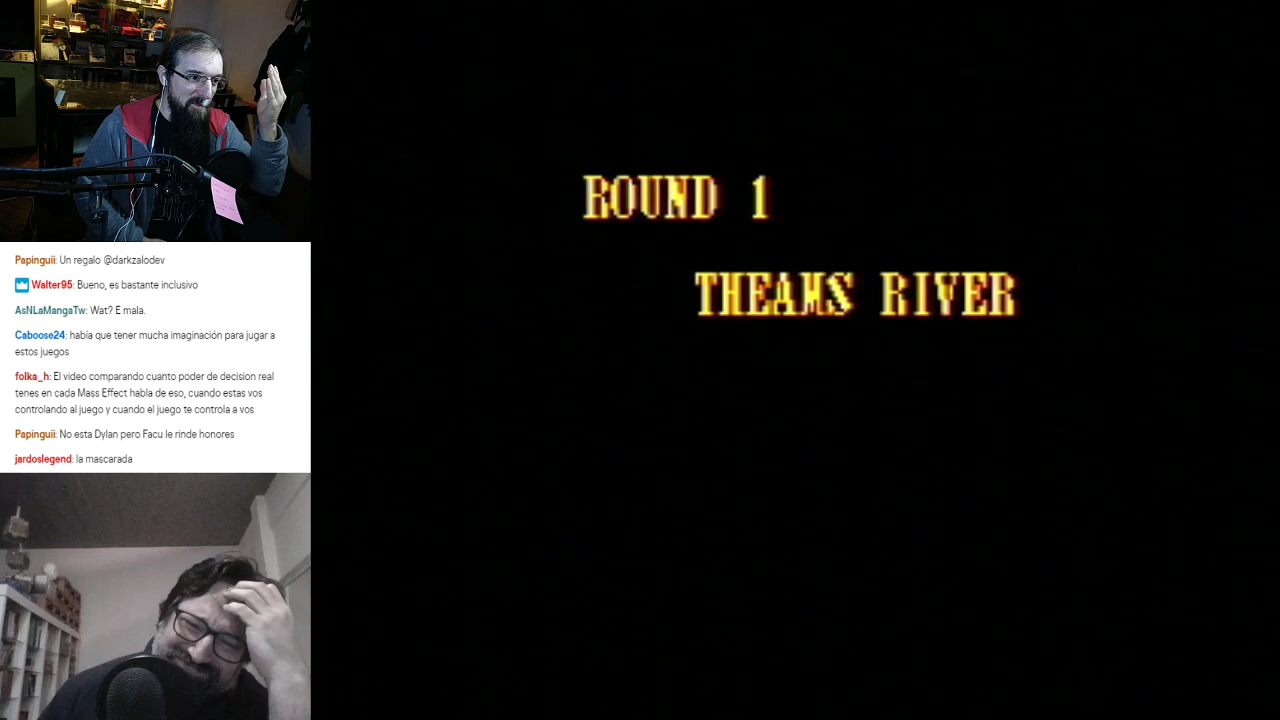 Papinguii: Un regalo @darkzalodev
Walter95: Bueno, es bastante inclusivo
AsNLaMangaTw: Wat? E mala.
Caboose24: había que tener mucha imaginación para jugar a
estos juegos
folka_h: El video comparando cuanto poder de decision real
tenes en cada Mass Effect habla de eso, cuando estas vos
controlando al juego y cuando el juego te controla a vos
Papinguii: No esta Dylan pero Facu le rinde honores
jardoslegend: la mascarada
ROUND 1
THEAMS RIVER